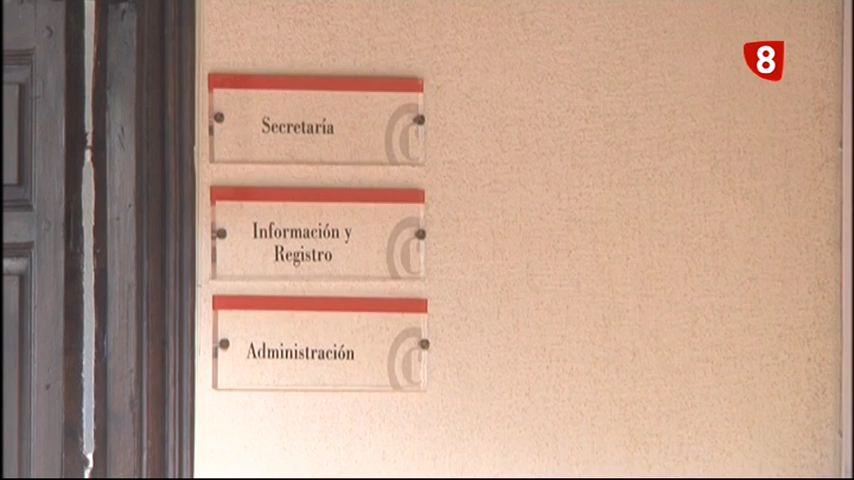 8
Secretaría
Información y
Registro
Administración